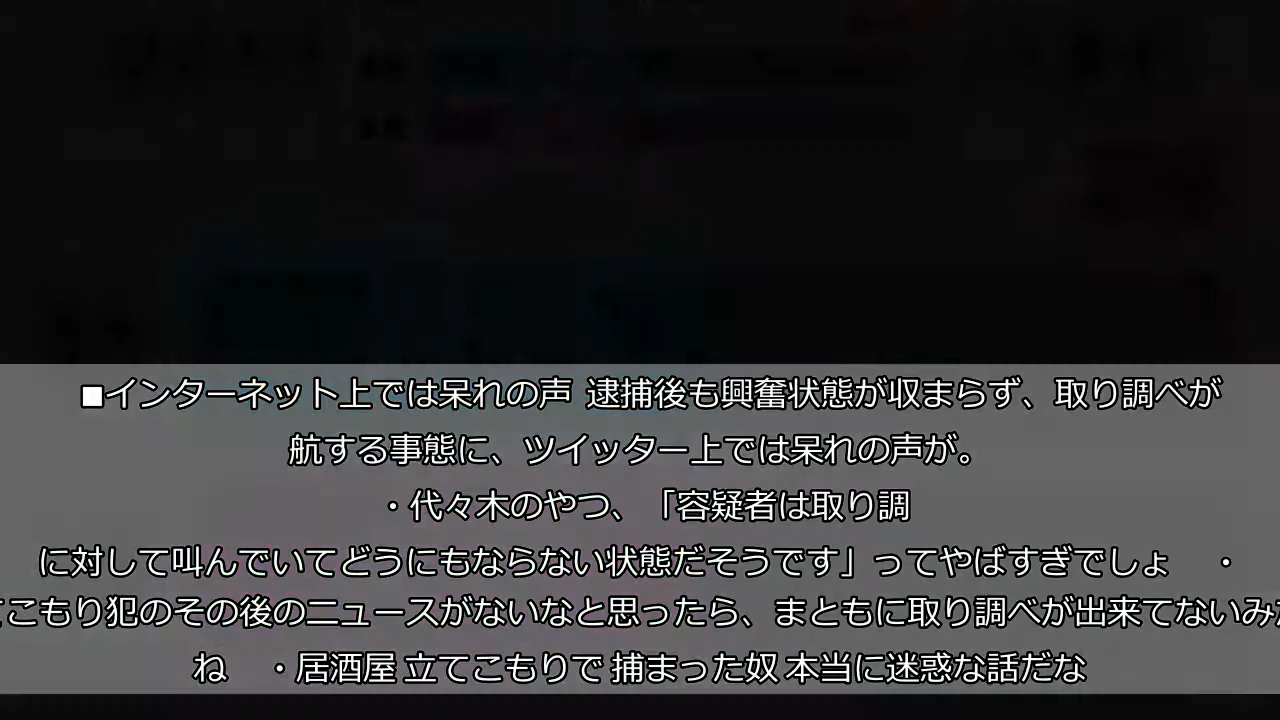 ■インターネット上では呆れの声 逮捕後も興奮状態が収まらず、取り調べが
航する事態に、ツイッター上では呆れの声が。
・代々木のやつ、「容疑者は取り調
に対して叫んでいてどうにもならない状態だそうです」ってやばすぎでしょ ・
てこもり犯のその後のニュースがないなと思ったら、まともに取り調べが出来てないみた
ね ・居酒屋 立てこもりで 捕まった奴 本当に迷惑な話だな